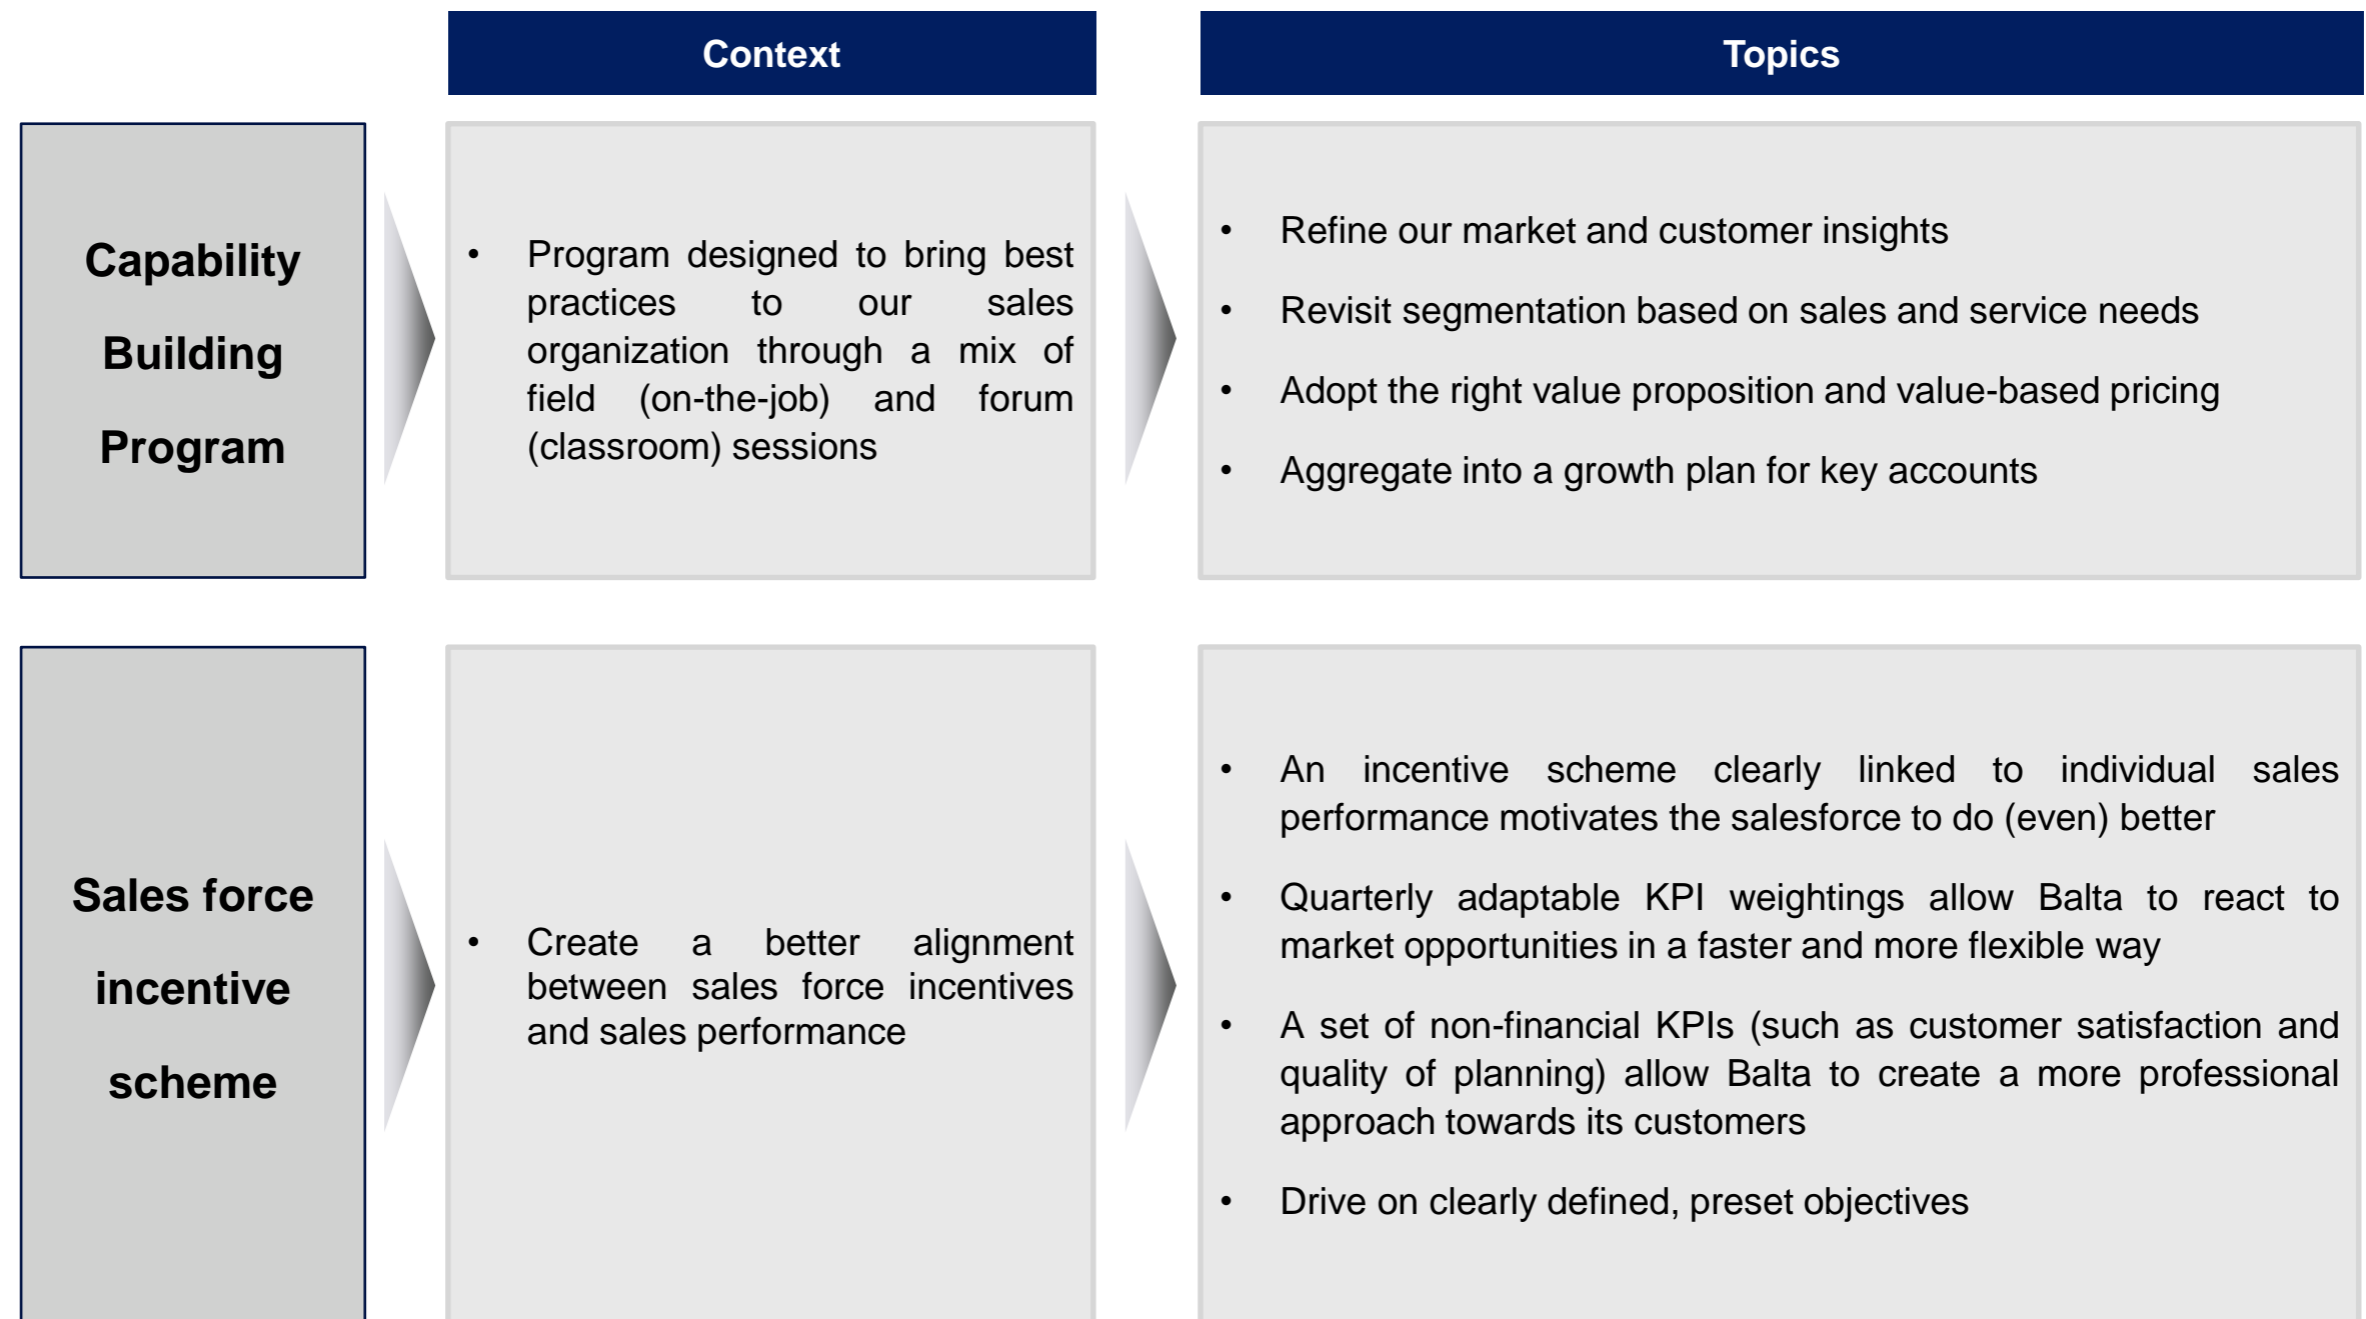 Context
Topics
Capability
Building
Program
• Program designed to bring best
practices to our sales
organization through a mix of
field (on-the-job) and forum
(classroom) sessions
• Refine our market and customer insights
• Revisit segmentation based on sales and service needs
• Adopt the right value proposition and value-based pricing
• Aggregate into a growth plan for key accounts
Sales force
incentive
scheme
• Create a better alignment
between sales force incentives
and sales performance
• An incentive scheme clearly linked to individual sales
performance motivates the salesforce to do (even) better
• Quarterly adaptable KPI weightings allow Balta to react to
market opportunities in a faster and more flexible way
• A set of non-financial KPIs (such as customer satisfaction and
quality of planning) allow Balta to create a more professional
approach towards its customers
• Drive on clearly defined, preset objectives